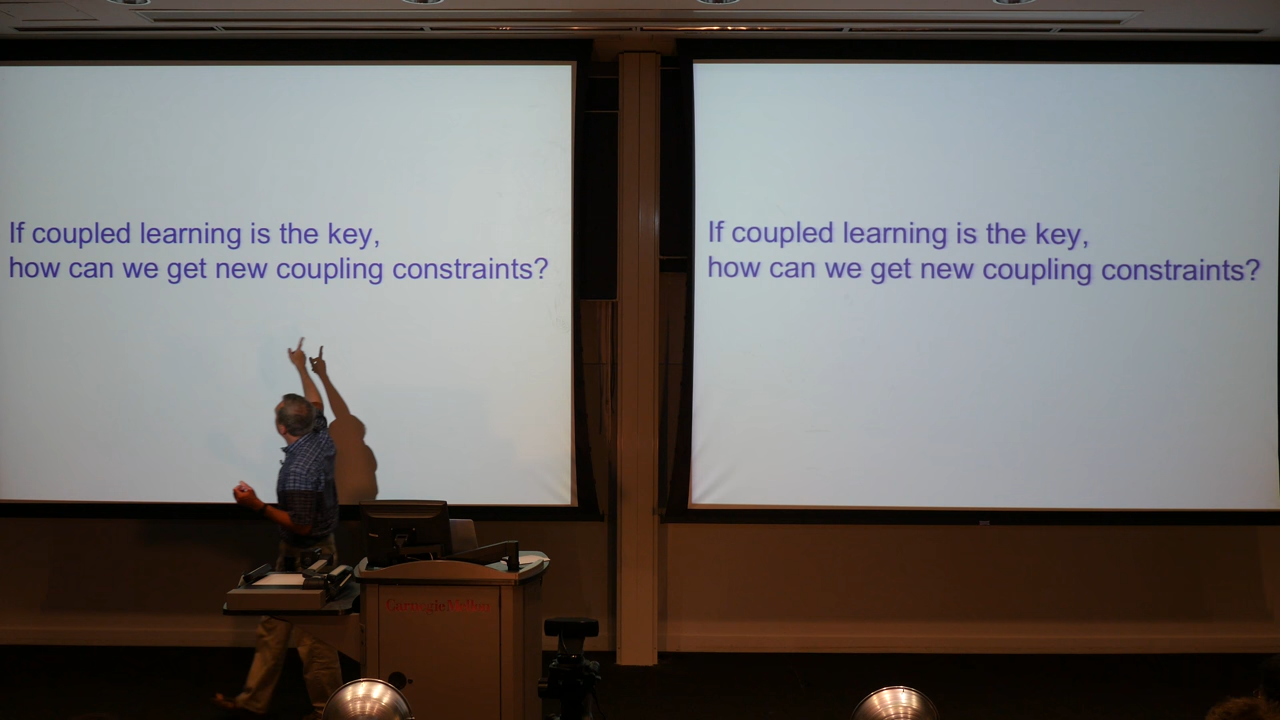 If coupled learning is the key,
how can we get new coupling constraints?
If coupled learning is the key,
how can we get new coupling constraints?
Carnegie Mellon